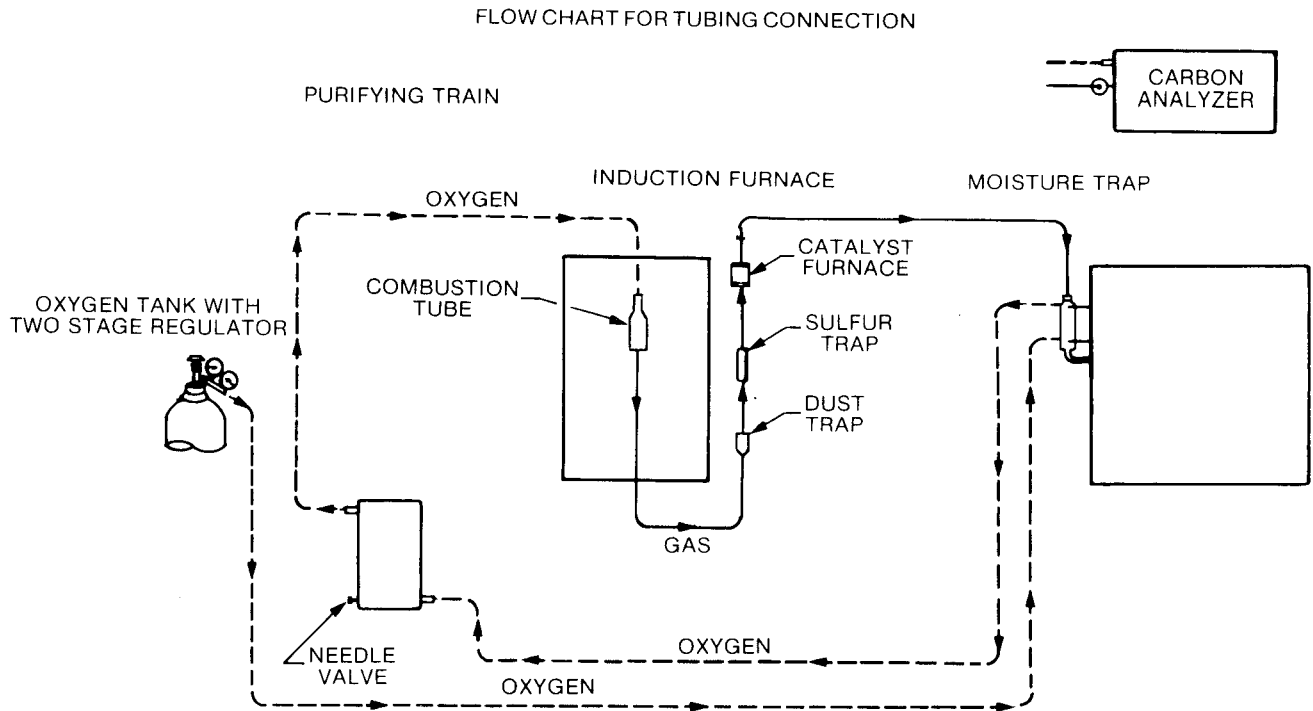 FLOW CHART FOR TUBING CONNECTION
CARBON
ANALYZER
PURIFYING TRAIN
INDUCTION FURNACE
MOISTURE TRAP
OXYGEN
CATALYST
FURNACE
COMBUSTION
TUBE
OXYGEN TANK WITH
TWO STAGE REGULATOR
SULFUR
TRAP
DUST
TRAP
GAS
NEEDLE
VALVE
OXYGEN
OXYGEN